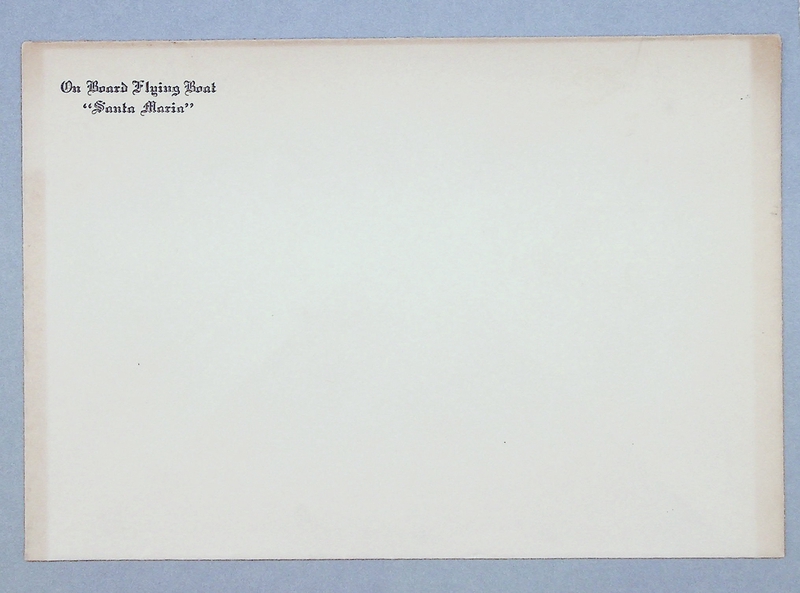 On Board Flying Boat
“Santa Maria”